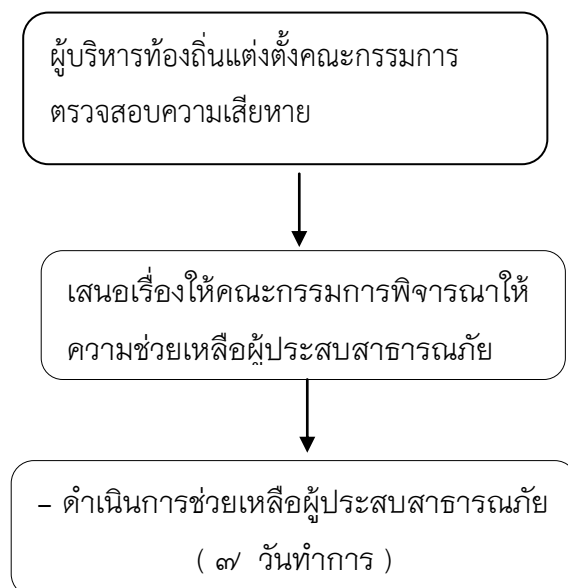 ผู้บริหารท้องถิ่นแต่งตั้งคณะกรรมการ
ตรวจสอบความเสียหาย
เสนอเรื่องให้คณะกรรมการพิจารณาให้
ความช่วยเหลือผู้ประสบสาธารณภัย
– ดำเนินการช่วยเหลือผู้ประสบสาธารณภัย
( ๗ วันทำการ )